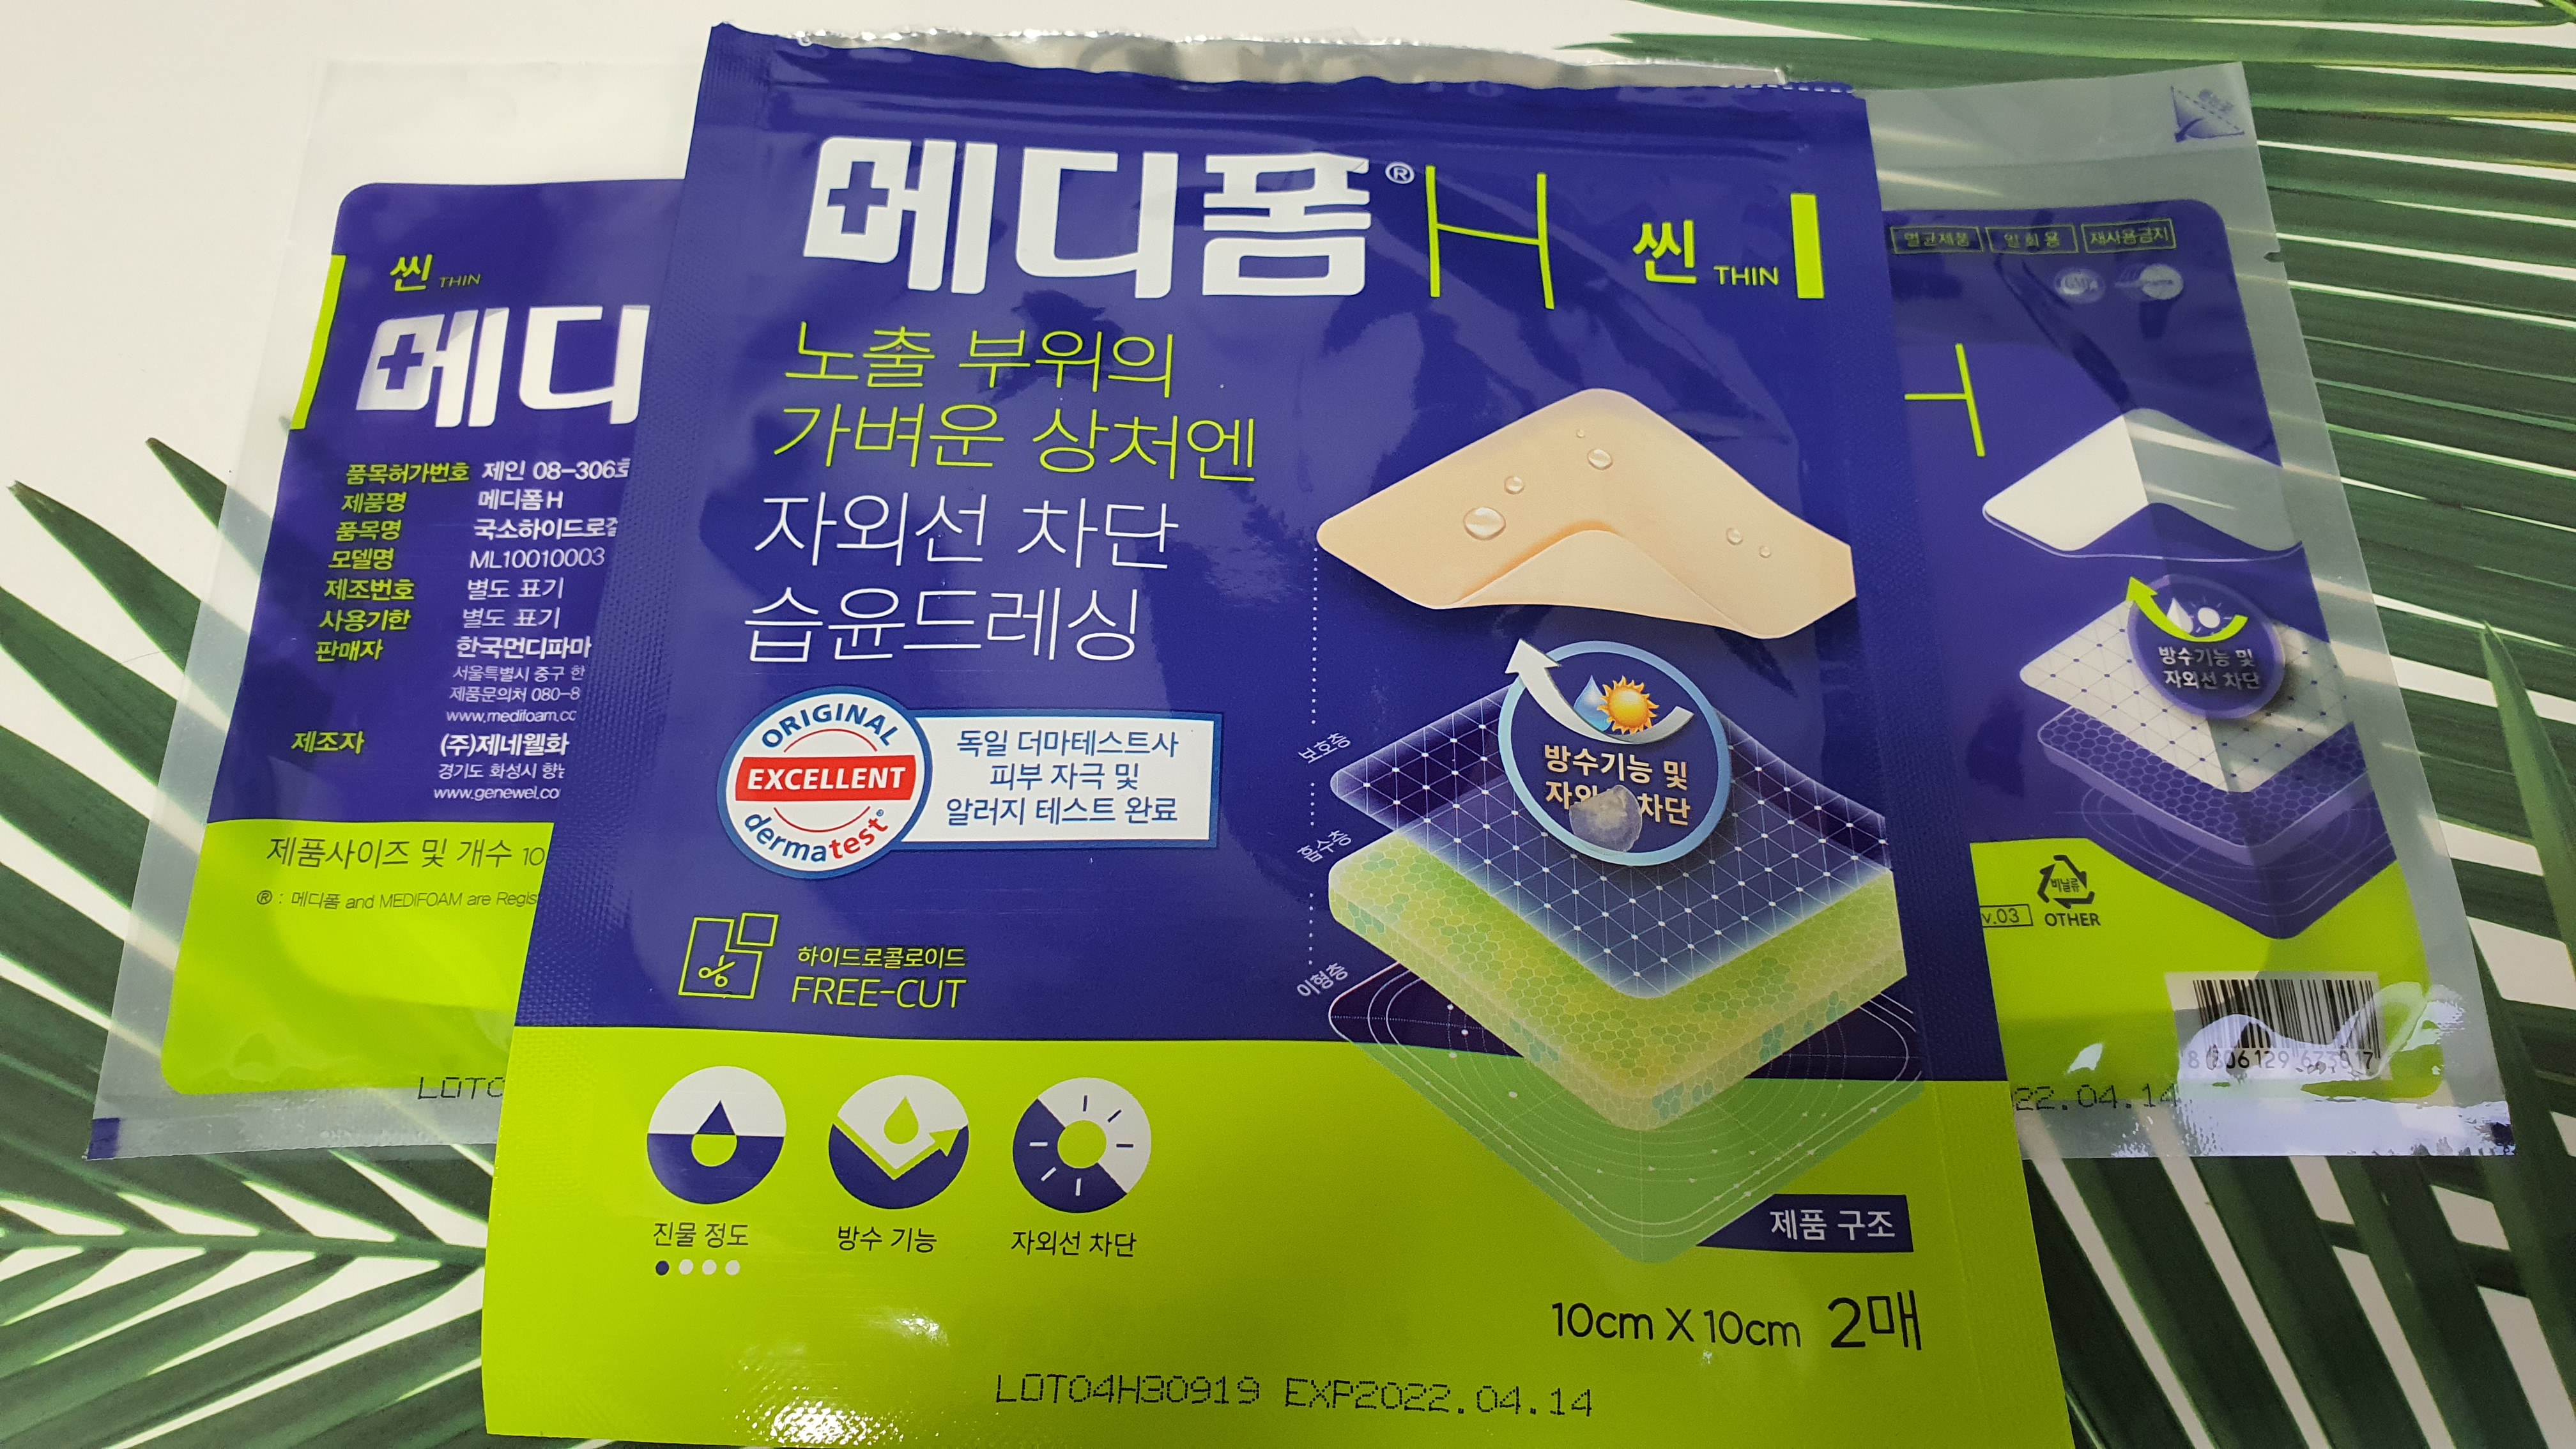 메디폼® H 씬 THIN
노출 부위의
가벼운 상처엔
자외선 차단
습윤드레싱
ORIGINAL
EXCELLENT
dermatest®
독일 더마테스트사
피부 자극 및
알러지 테스트 완료
하이드로콜로이드
FREE-CUT
보호층
흡수층
이형층
방수기능 및
차단
진물 정도
방수 기능
자외선 차단
제품 구조
10cm X 10cm 2매
LOT04H30919 EXP2022.04.14
씬 THIN
메디
품목허가번호 제인 08-306호
제품명 메디폼 H
품목명 국소하이드로겔
모델명 ML10010003
제조번호 별도 표기
사용기한 별도 표기
판매자 한국먼디파마
서울특별시 중구 한
제품문의처 080-8
www.medifoam.co
제조자 (주)제네웰화
경기도 화성시 향남
www.genewel.co
제품사이즈 및 개수 10
® : 메디폼 and MEDIFOAM are Regis
LOT0
멸균제품 일회용 재사용금지
H
방수기능 및
자외선 차단
비닐류
v.03 OTHER
22.04.14